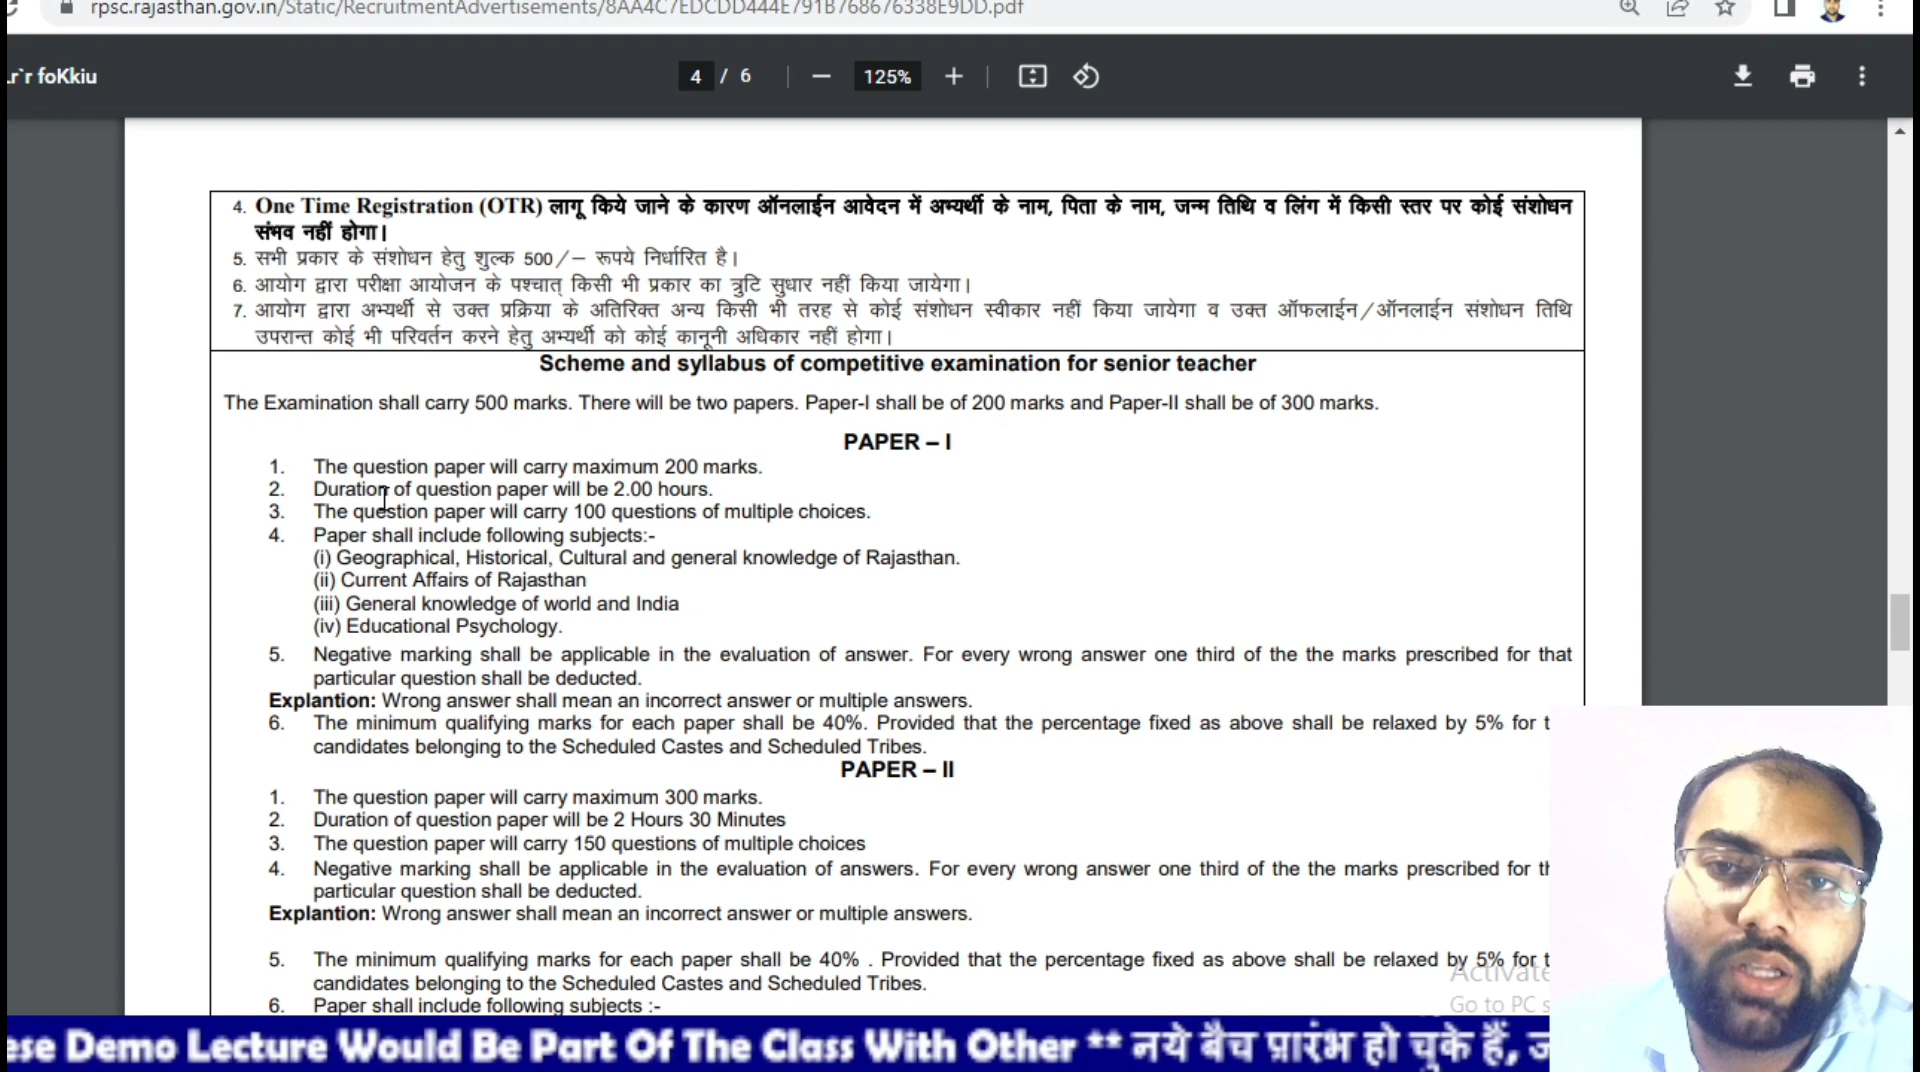 rpsc.rajasthan.gov.in/Static/RecruitmentAdvertisements/8AA4C7EDCDD444E791B768676338E9DD.pdf
r`r foKkiu
4 / 6
125%
4. One Time Registration (OTR) लागू किये जाने के कारण ऑनलाईन आवेदन में अभ्यर्थी के नाम, पिता के नाम, जन्म तिथि व लिंग में किसी स्तर पर कोई संशोधन
संभव नहीं होगा।
5. सभी प्रकार के संशोधन हेतु शुल्क 500/– रूपये निर्धारित है।
6. आयोग द्वारा परीक्षा आयोजन के पश्चात् किसी भी प्रकार का त्रुटि सुधार नहीं किया जायेगा।
7. आयोग द्वारा अभ्यर्थी से उक्त प्रक्रिया के अतिरिक्त अन्य किसी भी तरह से कोई संशोधन स्वीकार नहीं किया जायेगा व उक्त ऑफलाईन/ऑनलाईन संशोधन तिथि
उपरान्त कोई भी परिवर्तन करने हेतु अभ्यर्थी को कोई कानूनी अधिकार नहीं होगा।
Scheme and syllabus of competitive examination for senior teacher
The Examination shall carry 500 marks. There will be two papers. Paper-I shall be of 200 marks and Paper-II shall be of 300 marks.
PAPER – I
1. The question paper will carry maximum 200 marks.
2. Duration of question paper will be 2.00 hours.
3. The question paper will carry 100 questions of multiple choices.
4. Paper shall include following subjects:-
(i) Geographical, Historical, Cultural and general knowledge of Rajasthan.
(ii) Current Affairs of Rajasthan
(iii) General knowledge of world and India
(iv) Educational Psychology.
5. Negative marking shall be applicable in the evaluation of answer. For every wrong answer one third of the the marks prescribed for that
particular question shall be deducted.
Explantion: Wrong answer shall mean an incorrect answer or multiple answers.
6. The minimum qualifying marks for each paper shall be 40%. Provided that the percentage fixed as above shall be relaxed by 5% for t
candidates belonging to the Scheduled Castes and Scheduled Tribes.
PAPER – II
1. The question paper will carry maximum 300 marks.
2. Duration of question paper will be 2 Hours 30 Minutes
3. The question paper will carry 150 questions of multiple choices
4. Negative marking shall be applicable in the evaluation of answers. For every wrong answer one third of the the marks prescribed for th
particular question shall be deducted.
Explantion: Wrong answer shall mean an incorrect answer or multiple answers.
5. The minimum qualifying marks for each paper shall be 40% . Provided that the percentage fixed as above shall be relaxed by 5% for t
candidates belonging to the Scheduled Castes and Scheduled Tribes.
Activate
Go to PC s
6. Paper shall include following subjects :-
ese Demo Lecture Would Be Part Of The Class With Other ** नये बैच प्रारंभ हो चुके हैं,